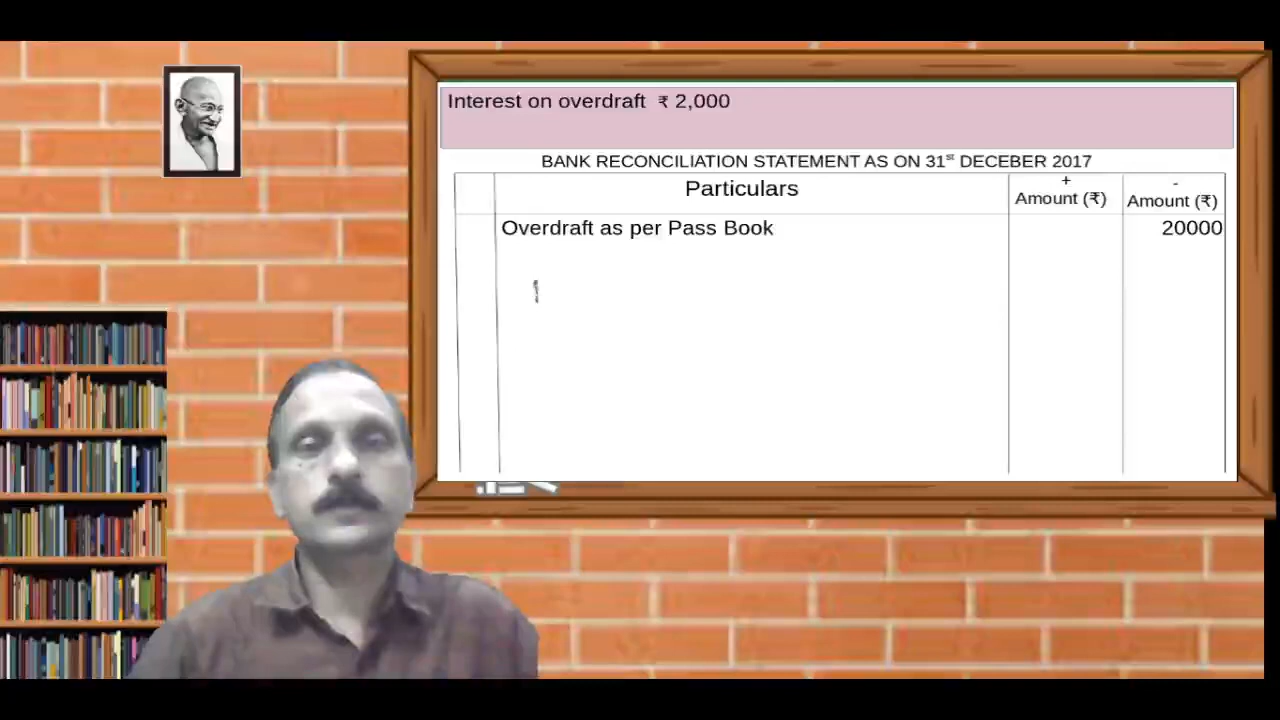 Interest on overdraft ₹ 2,000
BANK RECONCILIATION STATEMENT AS ON 31st DECEBER 2017
Particulars
+
Amount (₹)
-
Amount (₹)
Overdraft as per Pass Book
20000